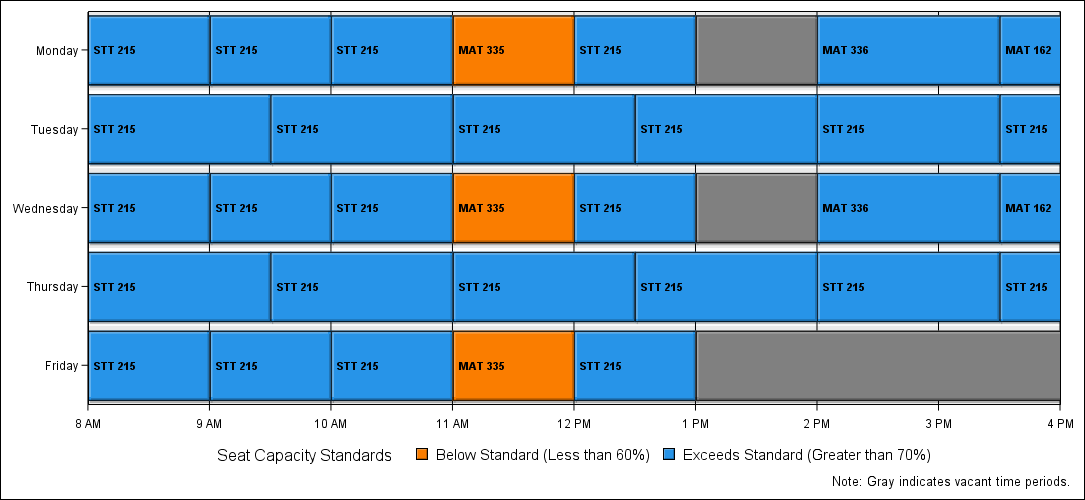 Monday STT 215 STT 215 STT 215 MAT 335 STT 215 MAT 336 MAT 162
Tuesday STT 215 STT 215 STT 215 STT 215 STT 215 STT 215
Wednesday STT 215 STT 215 STT 215 MAT 335 STT 215 MAT 336 MAT 162
Thursday STT 215 STT 215 STT 215 STT 215 STT 215 STT 215
Friday STT 215 STT 215 STT 215 MAT 335 STT 215
8 AM 9 AM 10 AM 11 AM 12 PM 1 PM 2 PM 3 PM 4 PM
Seat Capacity Standards Below Standard (Less than 60%) Exceeds Standard (Greater than 70%)
Note: Gray indicates vacant time periods.